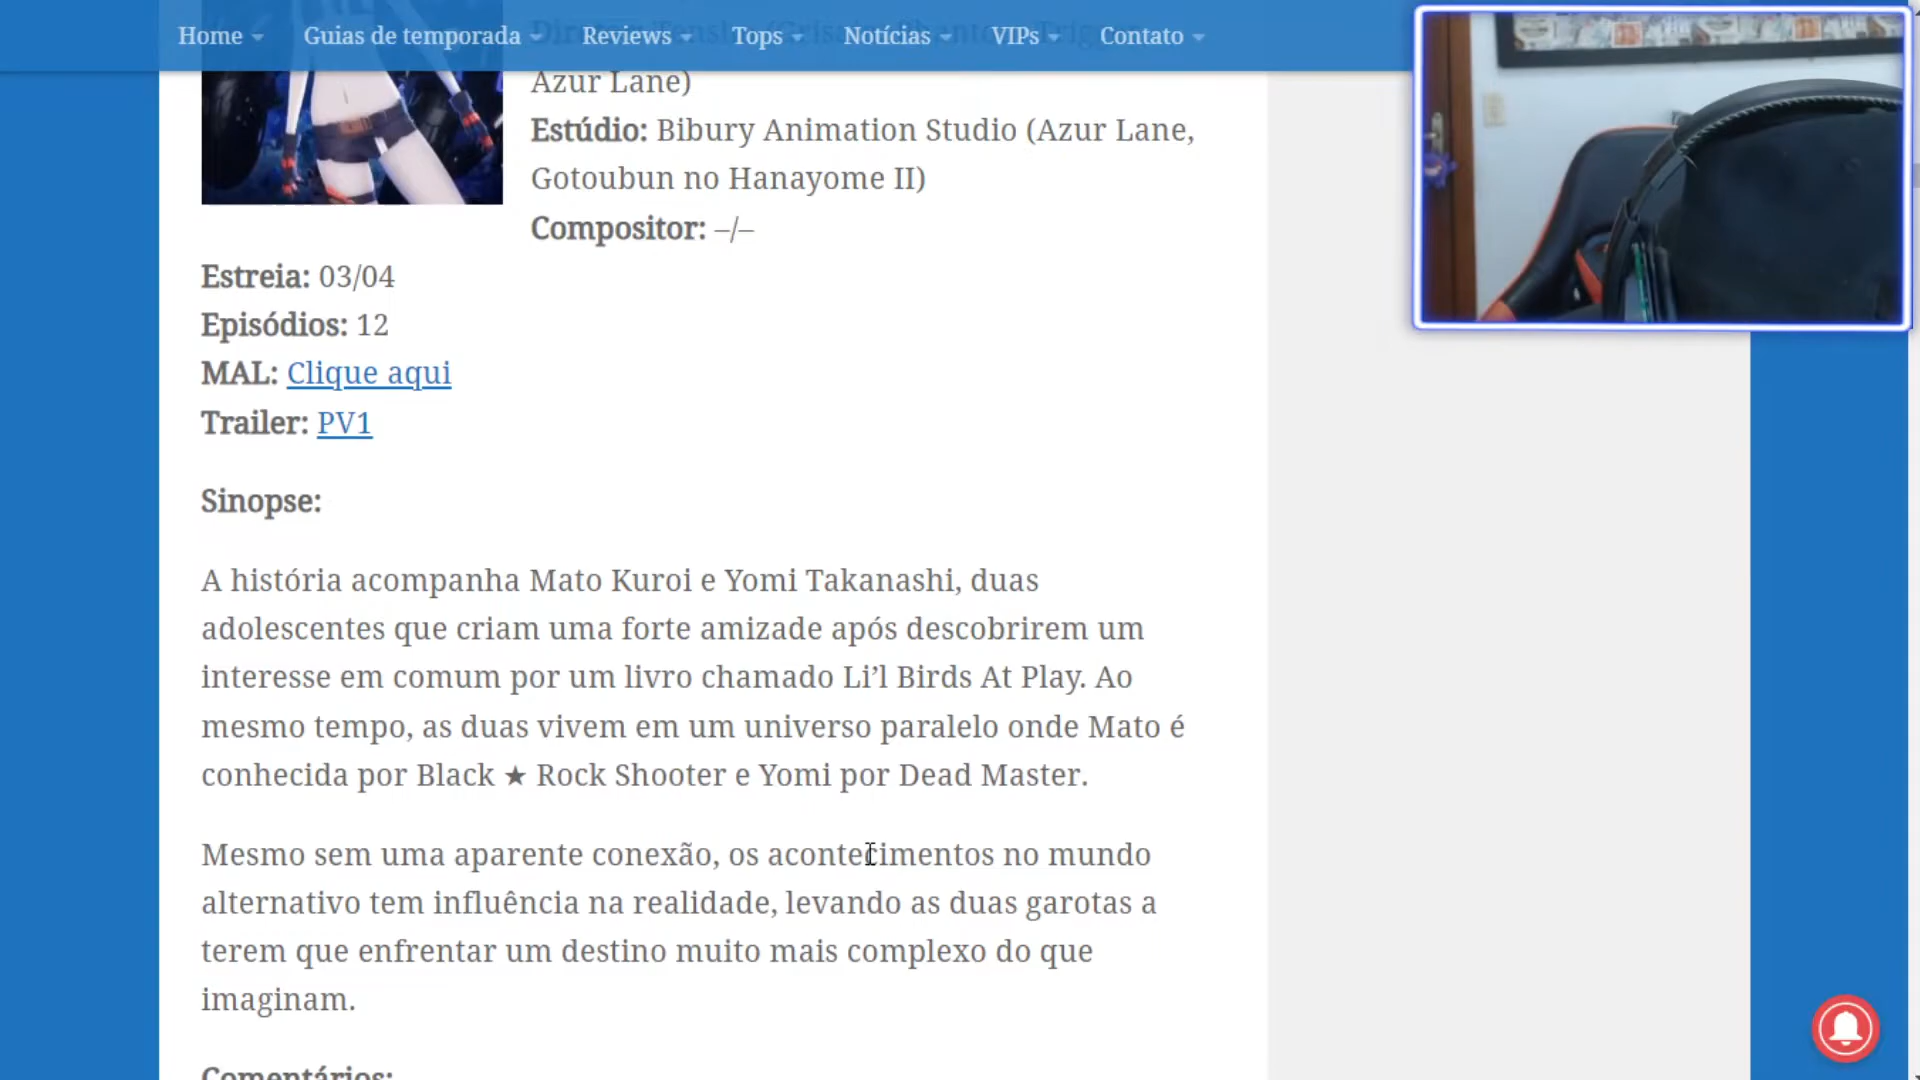 Home Guias de temporada Reviews Tops Notícias VIPs Contato
Azur Lane)
Estúdio: Bibury Animation Studio (Azur Lane,
Gotoubun no Hanayome II)
Compositor: –/–
Estreia: 03/04
Episódios: 12
MAL: Clique aqui
Trailer: PV1
Sinopse:
A história acompanha Mato Kuroi e Yomi Takanashi, duas
adolescentes que criam uma forte amizade após descobrirem um
interesse em comum por um livro chamado Li’l Birds At Play. Ao
mesmo tempo, as duas vivem em um universo paralelo onde Mato é
conhecida por Black ★ Rock Shooter e Yomi por Dead Master.
Mesmo sem uma aparente conexão, os acontecimentos no mundo
alternativo tem influência na realidade, levando as duas garotas a
terem que enfrentar um destino muito mais complexo do que
imaginam.
Comentários: